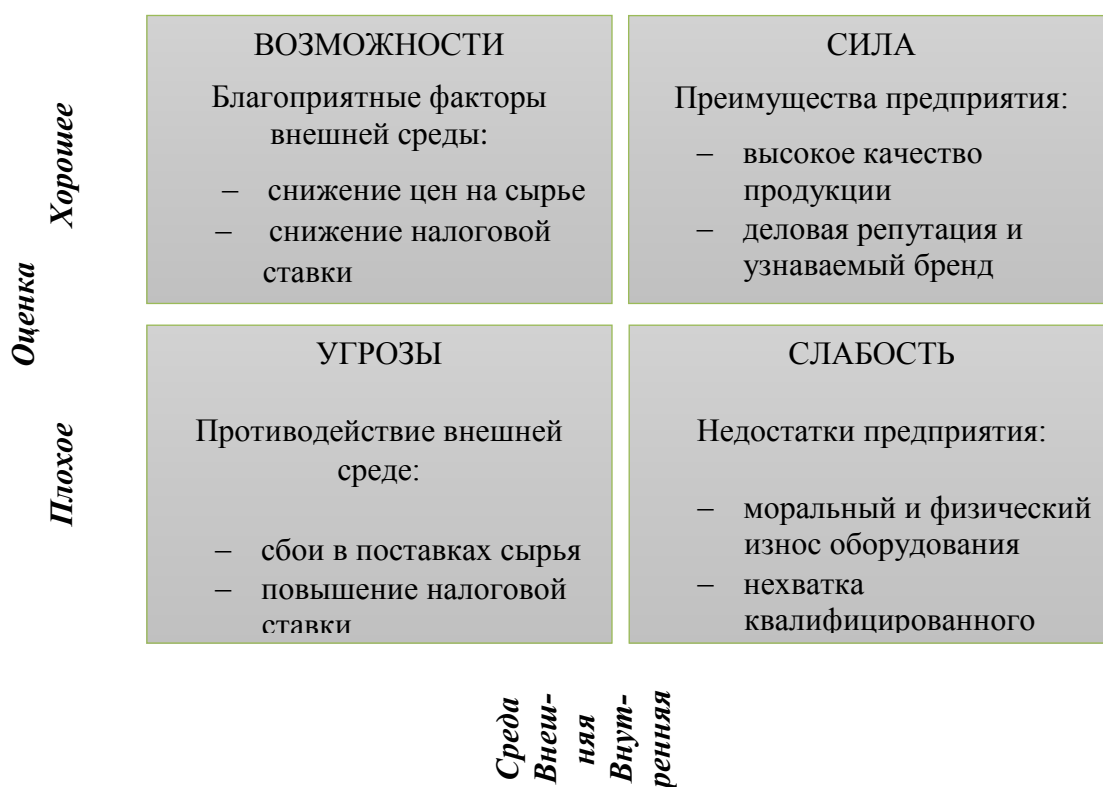 ВОЗМОЖНОСТИ
Благоприятные факторы
внешней среды:
– снижение цен на сырье
– снижение налоговой
ставки
СИЛА
Преимущества предприятия:
– высокое качество
продукции
– деловая репутация и
узнаваемый бренд
Хорошее
Оценка
Плохое
УГРОЗЫ
Противодействие внешней
среде:
– сбои в поставках сырья
– повышение налоговой
ставки
СЛАБОСТЬ
Недостатки предприятия:
– моральный и физический
износ оборудования
– нехватка
квалифицированного
Среда
Внеш-
няя
Внут-
ренняя